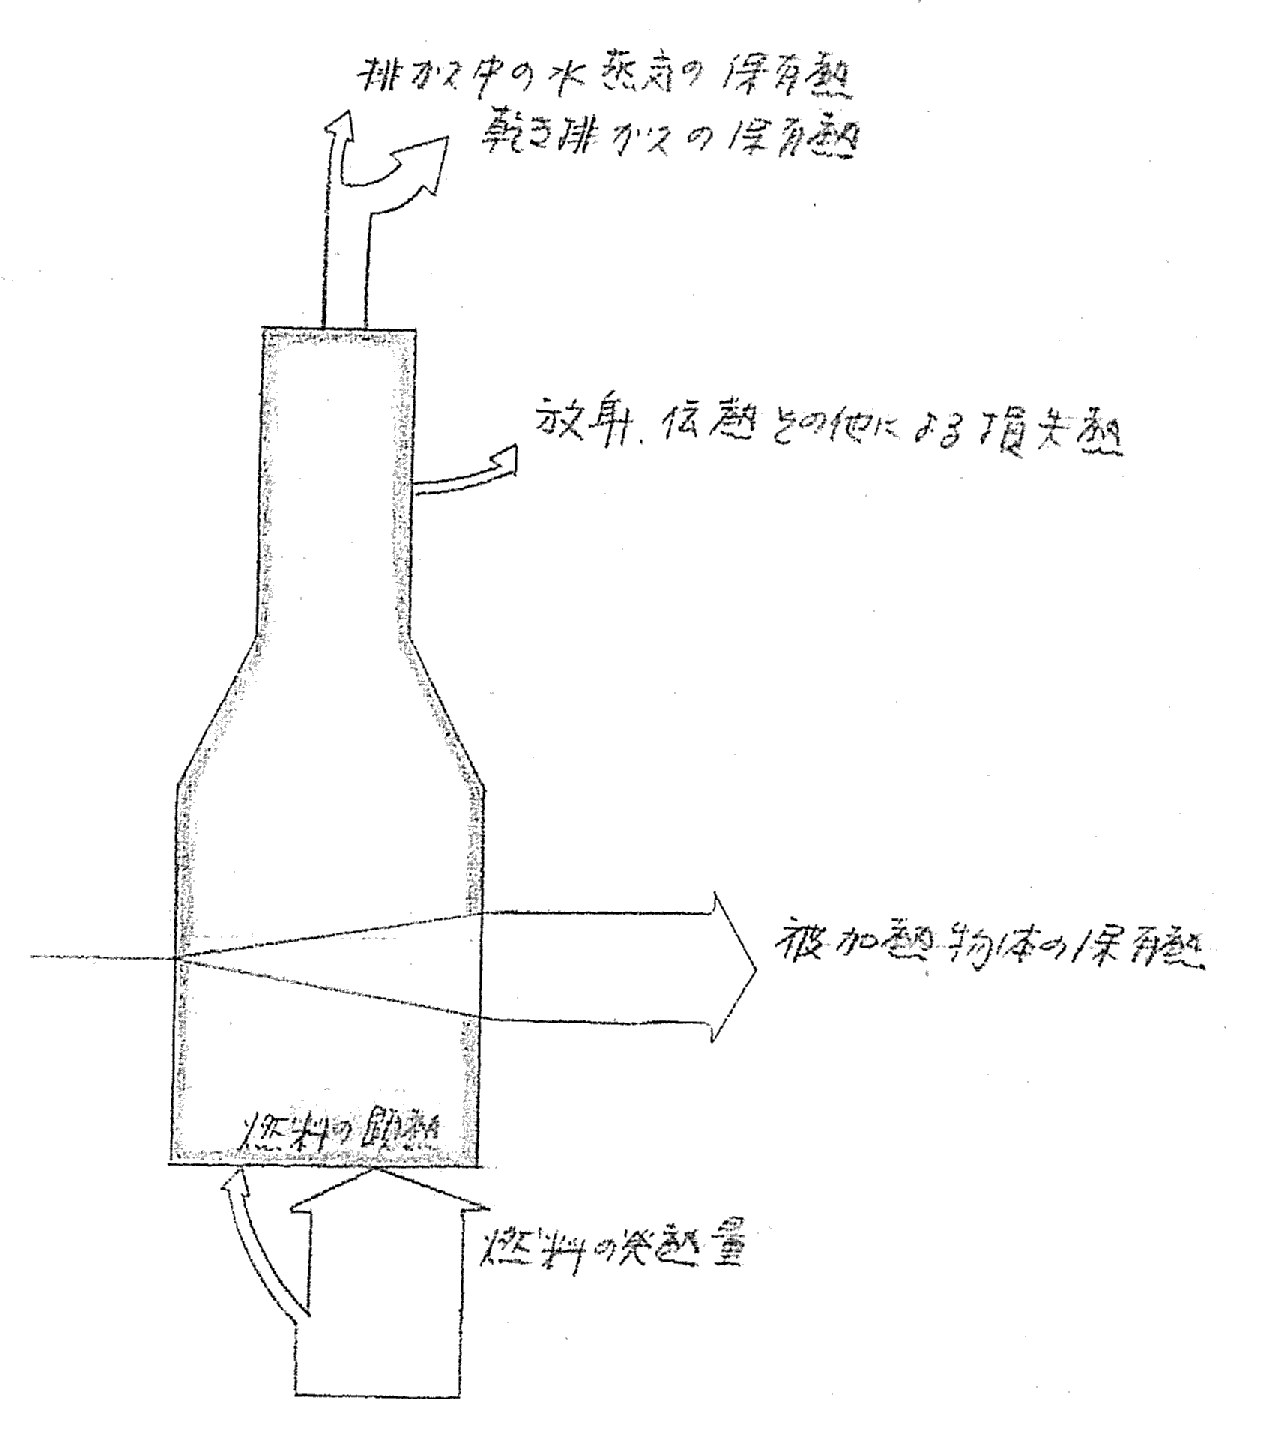 排ガス中の水蒸気の保有熱
乾き排ガスの保有熱
放射、伝熱その他による損失熱
被加熱物体の保有熱
燃料の顕熱
燃料の発熱量